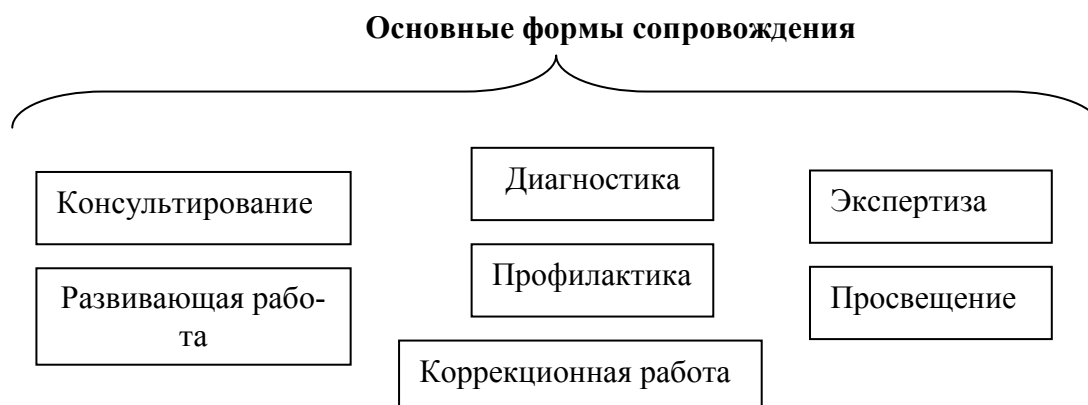 Основные формы сопровождения
Консультирование
Диагностика
Экспертиза
Развивающая рабо-
та
Профилактика
Просвещение
Коррекционная работа